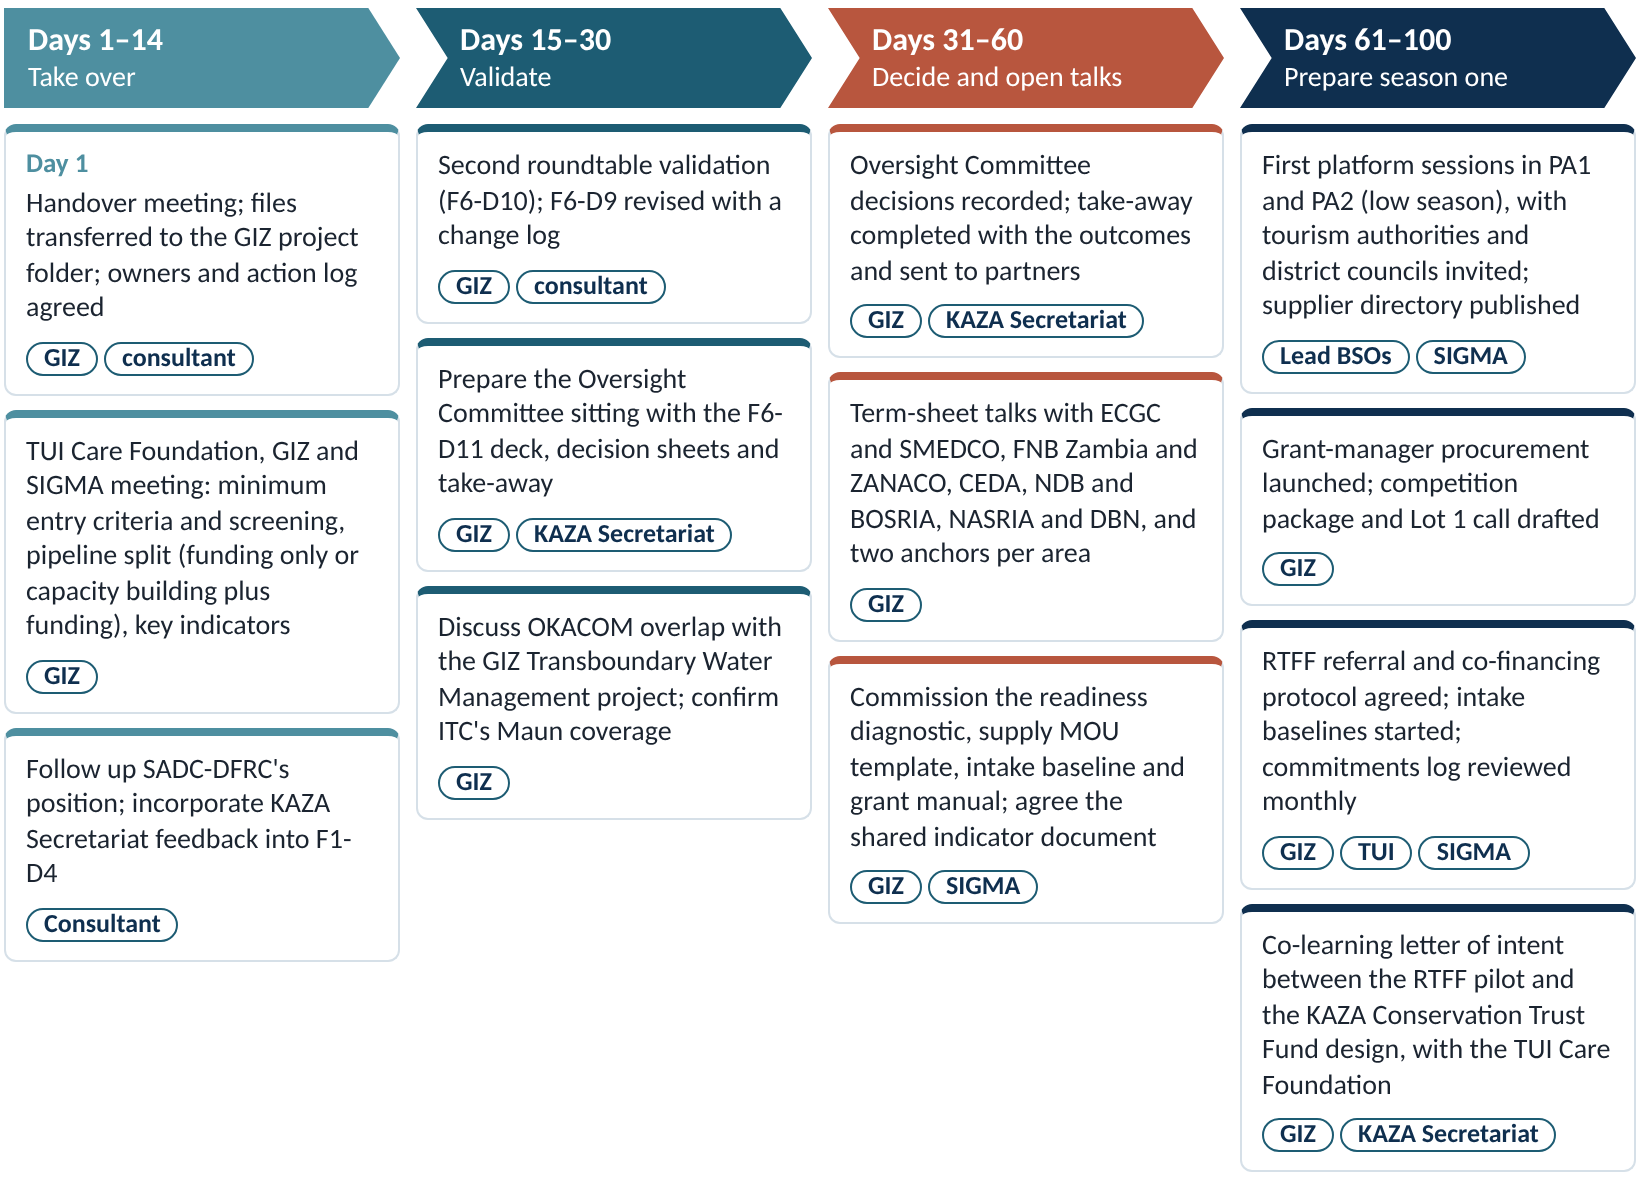 Days 1–14
Take over
Day 1
Handover meeting; files
transferred to the GIZ project
folder; owners and action log
agreed
GIZ
consultant
TUI Care Foundation, GIZ and
SIGMA meeting: minimum
entry criteria and screening,
pipeline split (funding only or
capacity building plus
funding), key indicators
GIZ
Follow up SADC-DFRC's
position; incorporate KAZA
Secretariat feedback into F1-
D4
Consultant
Days 15–30
Validate
Second roundtable validation
(F6-D10); F6-D9 revised with a
change log
GIZ
consultant
Prepare the Oversight
Committee sitting with the F6-
D11 deck, decision sheets and
take-away
GIZ
KAZA Secretariat
Discuss OKACOM overlap with
the GIZ Transboundary Water
Management project; confirm
ITC's Maun coverage
GIZ
Days 31–60
Decide and open talks
Oversight Committee
decisions recorded; take-away
completed with the outcomes
and sent to partners
GIZ
KAZA Secretariat
Term-sheet talks with ECGC
and SMEDCO, FNB Zambia and
ZANACO, CEDA, NDB and
BOSRIA, NASRIA and DBN, and
two anchors per area
GIZ
Commission the readiness
diagnostic, supply MOU
template, intake baseline and
grant manual; agree the
shared indicator document
GIZ
SIGMA
Days 61–100
Prepare season one
First platform sessions in PA1
and PA2 (low season), with
tourism authorities and
district councils invited;
supplier directory published
Lead BSOs
SIGMA
Grant-manager procurement
launched; competition
package and Lot 1 call drafted
GIZ
RTFF referral and co-financing
protocol agreed; intake
baselines started;
commitments log reviewed
monthly
GIZ
TUI
SIGMA
Co-learning letter of intent
between the RTFF pilot and
the KAZA Conservation Trust
Fund design, with the TUI Care
Foundation
GIZ
KAZA Secretariat